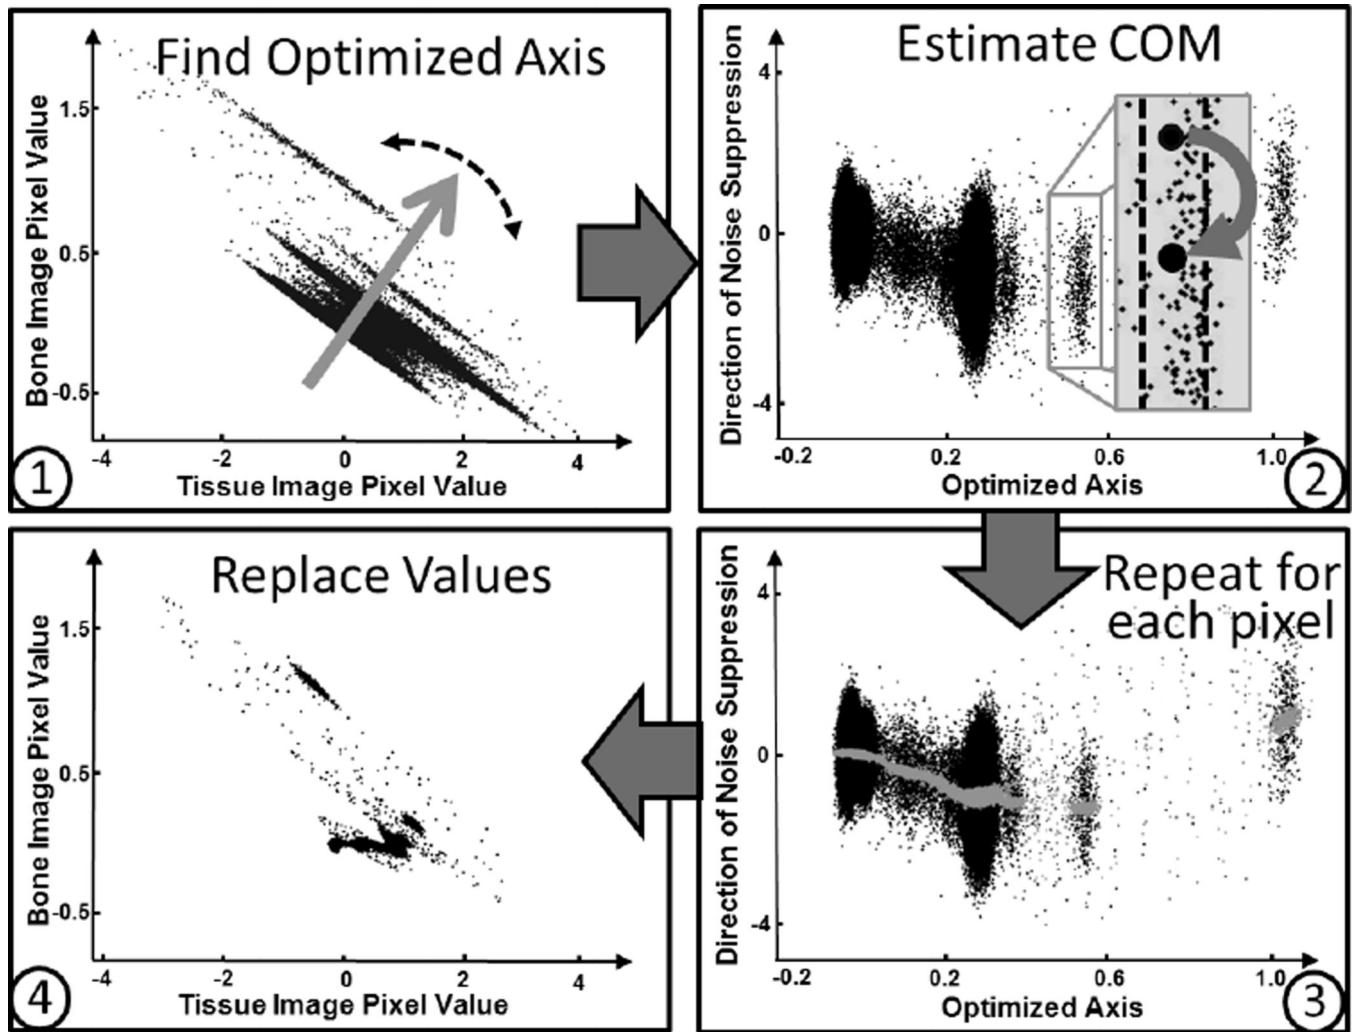 Find Optimized Axis
Bone Image Pixel Value
1.5
0.5
-0.5
-4
-2
0
2
4
Tissue Image Pixel Value
1
Estimate COM
Direction of Noise Suppression
4
0
-4
-0.2
0.2
0.6
1.0
Optimized Axis
2
Replace Values
Bone Image Pixel Value
1.5
0.5
-0.5
-4
-2
0
2
4
Tissue Image Pixel Value
4
Repeat for
each pixel
Direction of Noise Suppression
4
0
-4
-0.2
0.2
0.6
1.0
Optimized Axis
3